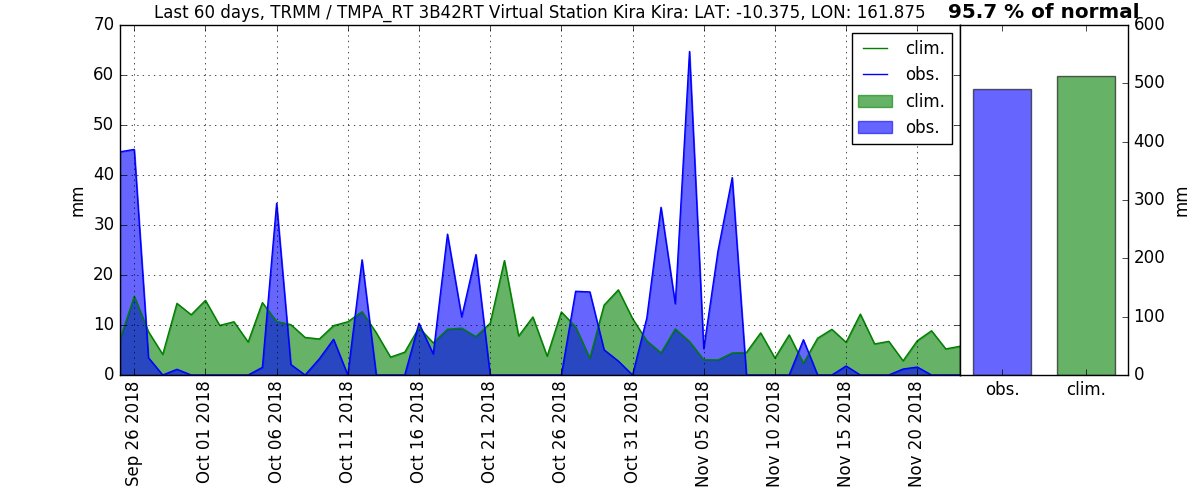 Last 60 days, TRMM / TMPA_RT 3B42RT Virtual Station Kira Kira: LAT: -10.375, LON: 161.875
95.7 % of normal
70
60
50
40
30
20
10
0
mm
clim.
obs.
clim.
obs.
Sep 26 2018
Oct 01 2018
Oct 06 2018
Oct 11 2018
Oct 16 2018
Oct 21 2018
Oct 26 2018
Oct 31 2018
Nov 05 2018
Nov 10 2018
Nov 15 2018
Nov 20 2018
600
500
400
300
200
100
0
mm
obs.
clim.